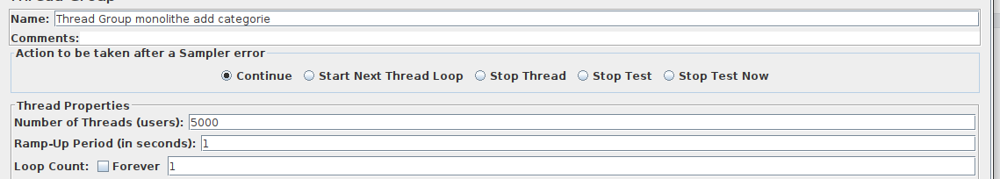 Name: Thread Group monolithe add categorie
Comments:
Action to be taken after a Sampler error
Continue Start Next Thread Loop Stop Thread Stop Test Stop Test Now
Thread Properties
Number of Threads (users): 5000
Ramp-Up Period (in seconds): 1
Loop Count: Forever 1